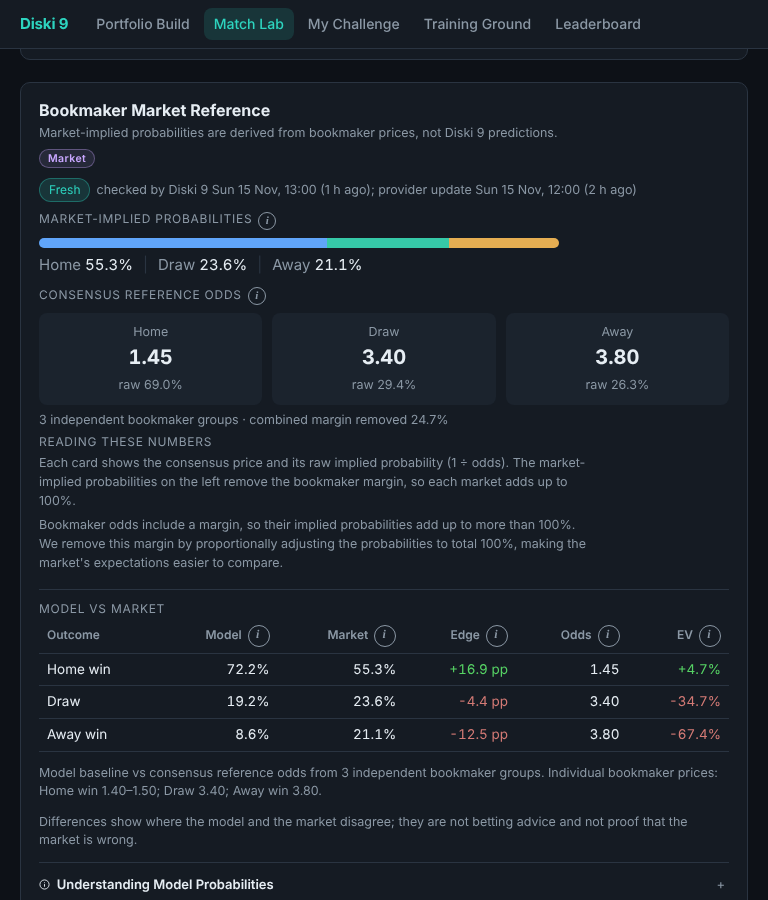 Diski 9 Portfolio Build Match Lab My Challenge Training Ground Leaderboard
Bookmaker Market Reference
Market-implied probabilities are derived from bookmaker prices, not Diski 9 predictions.
Market
Fresh checked by Diski 9 Sun 15 Nov, 13:00 (1 h ago); provider update Sun 15 Nov, 12:00 (2 h ago)
MARKET-IMPLIED PROBABILITIES i
Home 55.3% Draw 23.6% Away 21.1%
CONSENSUS REFERENCE ODDS i
Home Draw Away
1.45 3.40 3.80
raw 69.0% raw 29.4% raw 26.3%
3 independent bookmaker groups · combined margin removed 24.7%
READING THESE NUMBERS
Each card shows the consensus price and its raw implied probability (1 ÷ odds). The market-
implied probabilities on the left remove the bookmaker margin, so each market adds up to
100%.
Bookmaker odds include a margin, so their implied probabilities add up to more than 100%.
We remove this margin by proportionally adjusting the probabilities to total 100%, making the
market's expectations easier to compare.
MODEL VS MARKET
Outcome Model i Market i Edge i Odds i EV i
Home win 72.2% 55.3% +16.9 pp 1.45 +4.7%
Draw 19.2% 23.6% -4.4 pp 3.40 -34.7%
Away win 8.6% 21.1% -12.5 pp 3.80 -67.4%
Model baseline vs consensus reference odds from 3 independent bookmaker groups. Individual bookmaker prices:
Home win 1.40–1.50; Draw 3.40; Away win 3.80.
Differences show where the model and the market disagree; they are not betting advice and not proof that the
market is wrong.
i Understanding Model Probabilities +